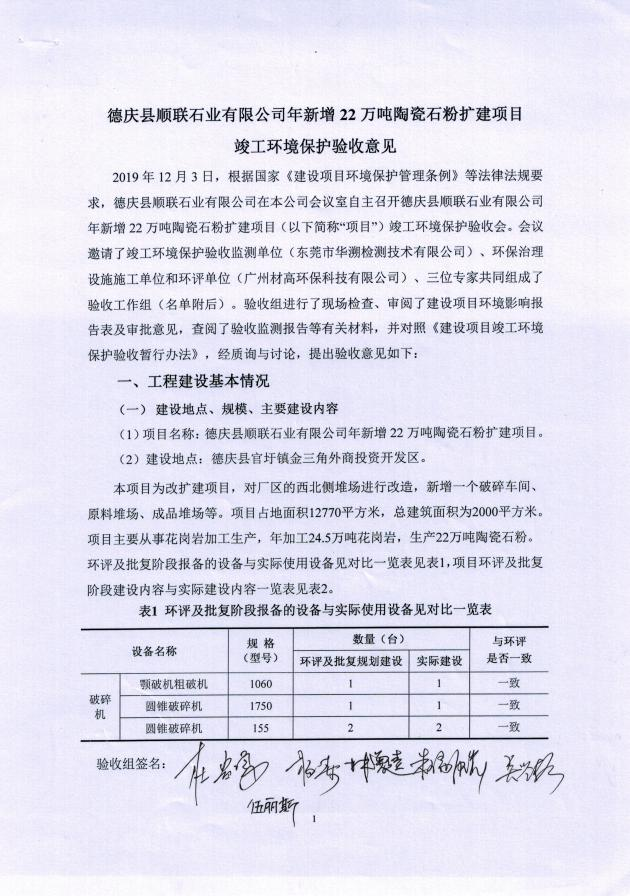 德庆县顺联石业有限公司年新增 22 万吨陶瓷石粉扩建项目
竣工环境保护验收意见
2019 年 12 月 3 日，根据国家《建设项目环境保护管理条例》等法律法规要
求，德庆县顺联石业有限公司在本公司会议室自主召开德庆县顺联石业有限公司
年新增 22 万吨陶瓷石粉扩建项目（以下简称“项目”）竣工环境保护验收会。会议
邀请了竣工环境保护验收监测单位（东莞市华溯检测技术有限公司）、环保治理
设施施工单位和环评单位（广州材高环保科技有限公司）、三位专家共同组成了
验收工作组（名单附后）。验收组进行了现场检查、审阅了建设项目环境影响报
告表及审批意见，查阅了验收监测报告等有关材料，并对照《建设项目竣工环境
保护验收暂行办法》，经质询与讨论，提出验收意见如下：
一、工程建设基本情况
（一） 建设地点、规模、主要建设内容
（1）项目名称：德庆县顺联石业有限公司年新增 22 万吨陶瓷石粉扩建项目。
（2）建设地点：德庆县官圩镇金三角外商投资开发区。
本项目为改扩建项目，对厂区的西北侧堆场进行改造，新增一个破碎车间、
原料堆场、成品堆场等。项目占地面积12770平方米，总建筑面积为2000平方米。
项目主要从事花岗岩加工生产，年加工24.5万吨花岗岩，生产22万吨陶瓷石粉。
环评及批复阶段报备的设备与实际使用设备见对比一览表见表1，项目环评及批复
阶段建设内容与实际建设内容一览表见表2。
表1 环评及批复阶段报备的设备与实际使用设备见对比一览表
设备名称 规 格（型号） 数量（台） 与环评是否一致
环评及批复规划建设 实际建设
破碎机 颚破机粗破机 1060 1 1 一致
圆锥破碎机 1750 1 1 一致
圆锥破碎机 155 2 2 一致
验收组签名：
伍丽斯
1